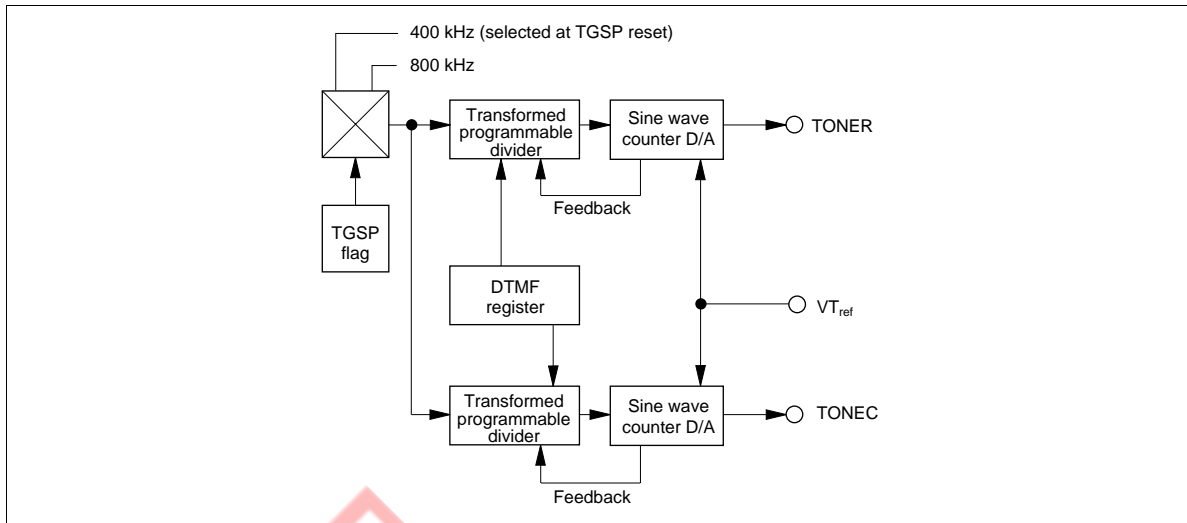 400 kHz (selected at TGSP reset)
800 kHz
Transformed
programmable
divider
Sine wave
counter D/A
TONER
Feedback
TGSP
flag
DTMF
register
VTref
Transformed
programmable
divider
Sine wave
counter D/A
TONEC
Feedback